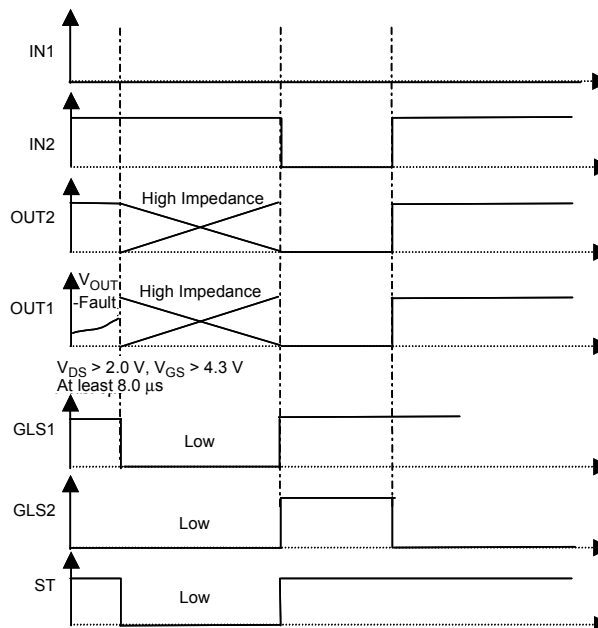 IN1
IN2
High Impedance
OUT2
VOUT
-Fault
High Impedance
OUT1
VDS > 2.0 V, VGS > 4.3 V
At least 8.0 µs
GLS1
Low
GLS2
Low
ST
Low